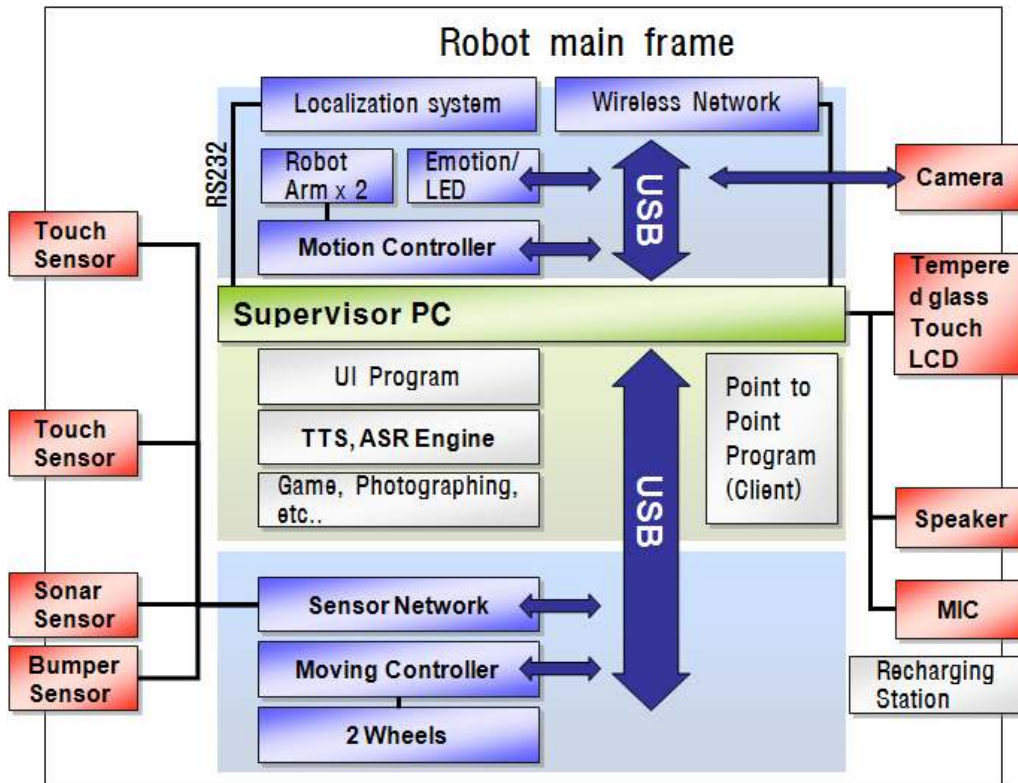 Robot main frame
Localization system
Wireless Network
RS232
Robot
Arm x 2
Emotion/
LED
USB
Camera
Motion Controller
Touch
Sensor
Tempere
d glass
Touch
LCD
Supervisor PC
UI Program
Point to
Point
Program
(Client)
TTS, ASR Engine
Touch
Sensor
Game, Photographing,
etc..
USB
Speaker
Sonar
Sensor
Sensor Network
MIC
Bumper
Sensor
Moving Controller
Recharging
Station
2 Wheels